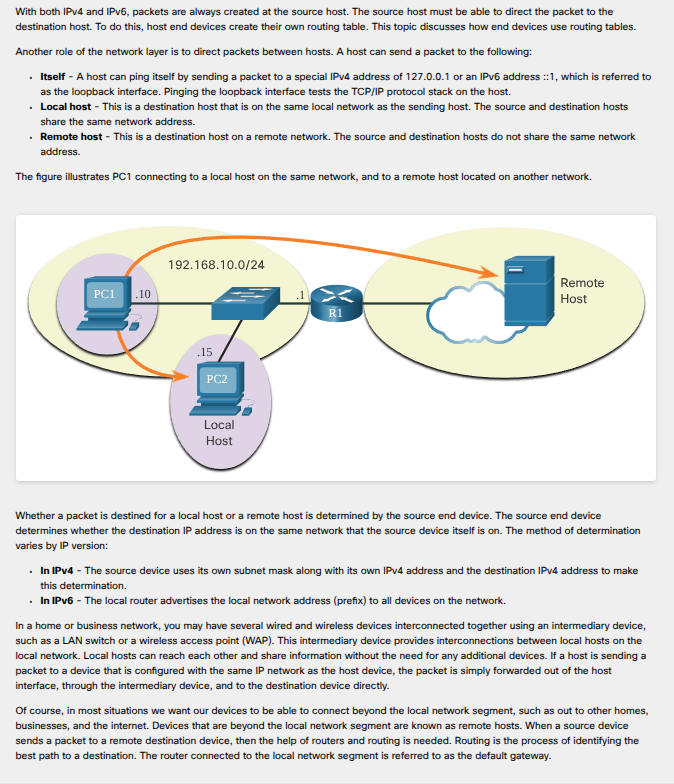 With both IPv4 and IPv6, packets are always created at the source host. The source host must be able to direct the packet to the
destination host. To do this, host end devices create their own routing table. This topic discusses how end devices use routing tables.
Another role of the network layer is to direct packets between hosts. A host can send a packet to the following:
• Itself - A host can ping itself by sending a packet to a special IPv4 address of 127.0.0.1 or an IPv6 address ::1, which is referred to
as the loopback interface. Pinging the loopback interface tests the TCP/IP protocol stack on the host.
• Local host - This is a destination host that is on the same local network as the sending host. The source and destination hosts
share the same network address.
• Remote host - This is a destination host on a remote network. The source and destination hosts do not share the same network
address.
The figure illustrates PC1 connecting to a local host on the same network, and to a remote host located on another network.
192.168.10.0/24
PC1
.10
.1
R1
Remote
Host
.15
PC2
Local
Host
Whether a packet is destined for a local host or a remote host is determined by the source end device. The source end device
determines whether the destination IP address is on the same network that the source device itself is on. The method of determination
varies by IP version:
• In IPv4 - The source device uses its own subnet mask along with its own IPv4 address and the destination IPv4 address to make
this determination.
• In IPv6 - The local router advertises the local network address (prefix) to all devices on the network.
In a home or business network, you may have several wired and wireless devices interconnected together using an intermediary device,
such as a LAN switch or a wireless access point (WAP). This intermediary device provides interconnections between local hosts on the
local network. Local hosts can reach each other and share information without the need for any additional devices. If a host is sending a
packet to a device that is configured with the same IP network as the host device, the packet is simply forwarded out of the host
interface, through the intermediary device, and to the destination device directly.
Of course, in most situations we want our devices to be able to connect beyond the local network segment, such as out to other homes,
businesses, and the internet. Devices that are beyond the local network segment are known as remote hosts. When a source device
sends a packet to a remote destination device, then the help of routers and routing is needed. Routing is the process of identifying the
best path to a destination. The router connected to the local network segment is referred to as the default gateway.